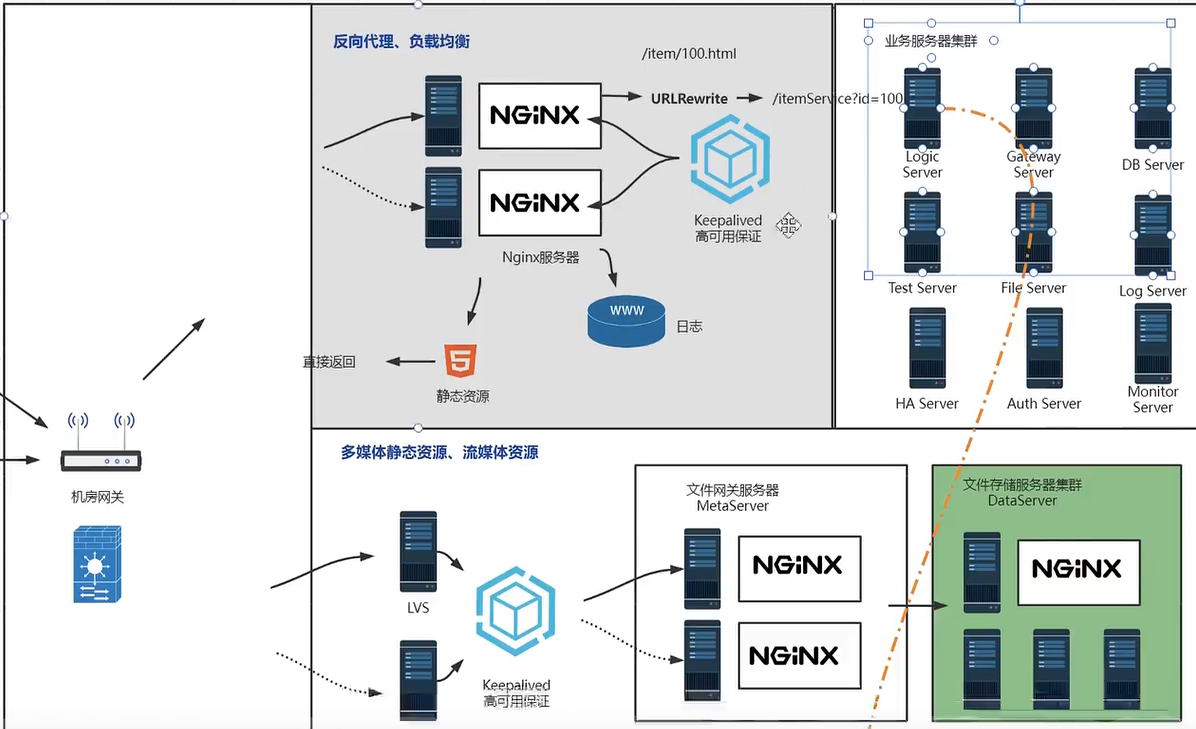 反向代理、负载均衡
/item/100.html
NGiNX
URLRewrite
/itemService?id=100
NGiNX
Keepalived
高可用保证
Nginx服务器
www
日志
直接返回
5
静态资源
业务服务器集群
Logic
Server
Gateway
Server
DB Server
Test Server
File Server
Log Server
HA Server
Auth Server
Monitor
Server
机房网关
多媒体静态资源、流媒体资源
LVS
Keepalived
高可用保证
文件网关服务器
MetaServer
NGiNX
NGiNX
文件存储服务器集群
DataServer
NGiNX